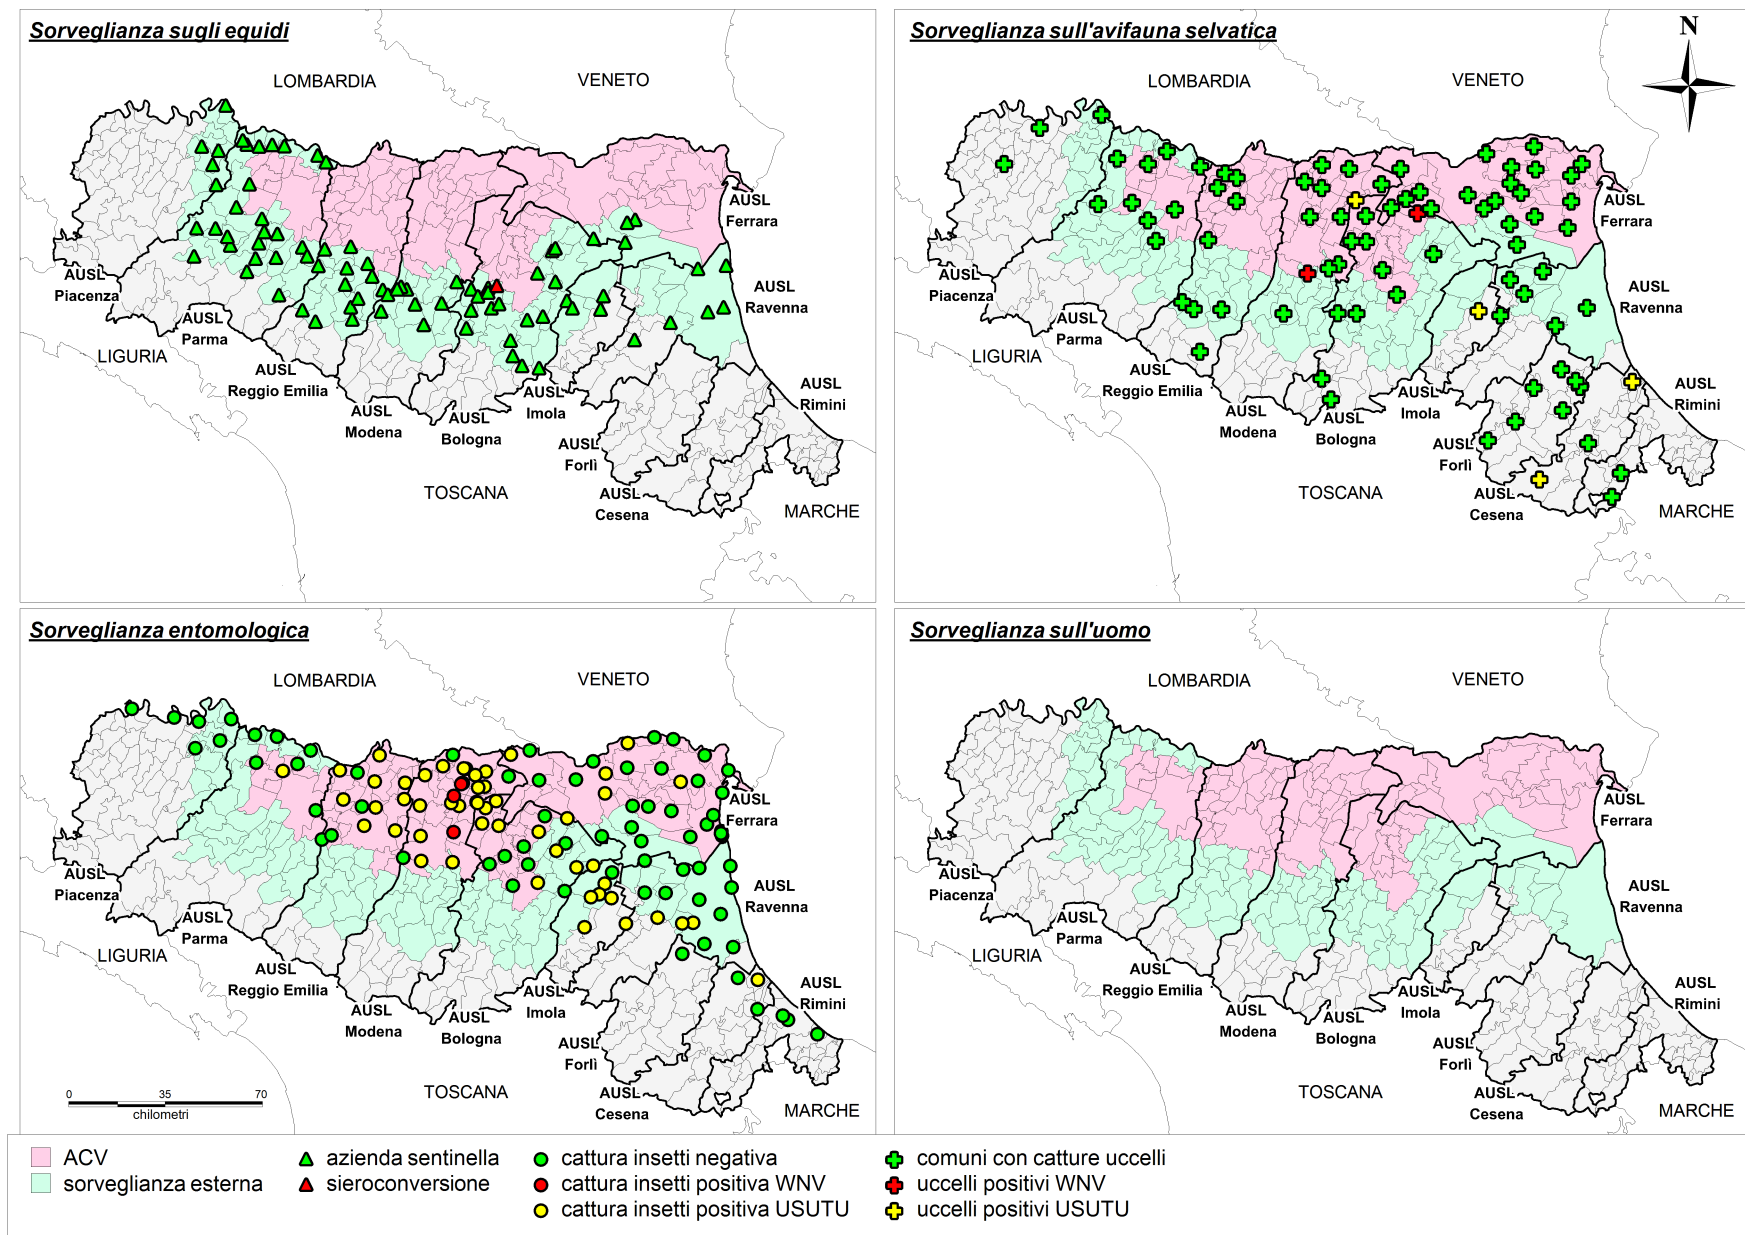 Sorveglianza sugli equidi
LOMBARDIA
VENETO
AUSL
Ferrara
AUSL
Ravenna
AUSL
Piacenza
AUSL
Parma
LIGURIA
AUSL
Reggio Emilia
AUSL
Modena
AUSL
Bologna
AUSL
Imola
AUSL
Rimini
AUSL
Forlì
TOSCANA
AUSL
Cesena
MARCHE
Sorveglianza sull'avifauna selvatica
N
LOMBARDIA
VENETO
AUSL
Ferrara
AUSL
Ravenna
AUSL
Piacenza
AUSL
Parma
LIGURIA
AUSL
Reggio Emilia
AUSL
Modena
AUSL
Bologna
AUSL
Imola
AUSL
Rimini
AUSL
Forlì
TOSCANA
AUSL
Cesena
MARCHE
Sorveglianza entomologica
LOMBARDIA
VENETO
AUSL
Ferrara
AUSL
Ravenna
AUSL
Piacenza
AUSL
Parma
LIGURIA
AUSL
Reggio Emilia
AUSL
Modena
AUSL
Bologna
AUSL
Imola
AUSL
Rimini
AUSL
Forlì
TOSCANA
AUSL
Cesena
MARCHE
0 35 70
chilometri
Sorveglianza sull'uomo
LOMBARDIA
VENETO
AUSL
Ferrara
AUSL
Ravenna
AUSL
Piacenza
AUSL
Parma
LIGURIA
AUSL
Reggio Emilia
AUSL
Modena
AUSL
Bologna
AUSL
Imola
AUSL
Rimini
AUSL
Forlì
TOSCANA
AUSL
Cesena
MARCHE
ACV
sorveglianza esterna
azienda sentinella
sieroconversione
cattura insetti negativa
cattura insetti positiva WNV
cattura insetti positiva USUTU
comuni con catture uccelli
uccelli positivi WNV
uccelli positivi USUTU